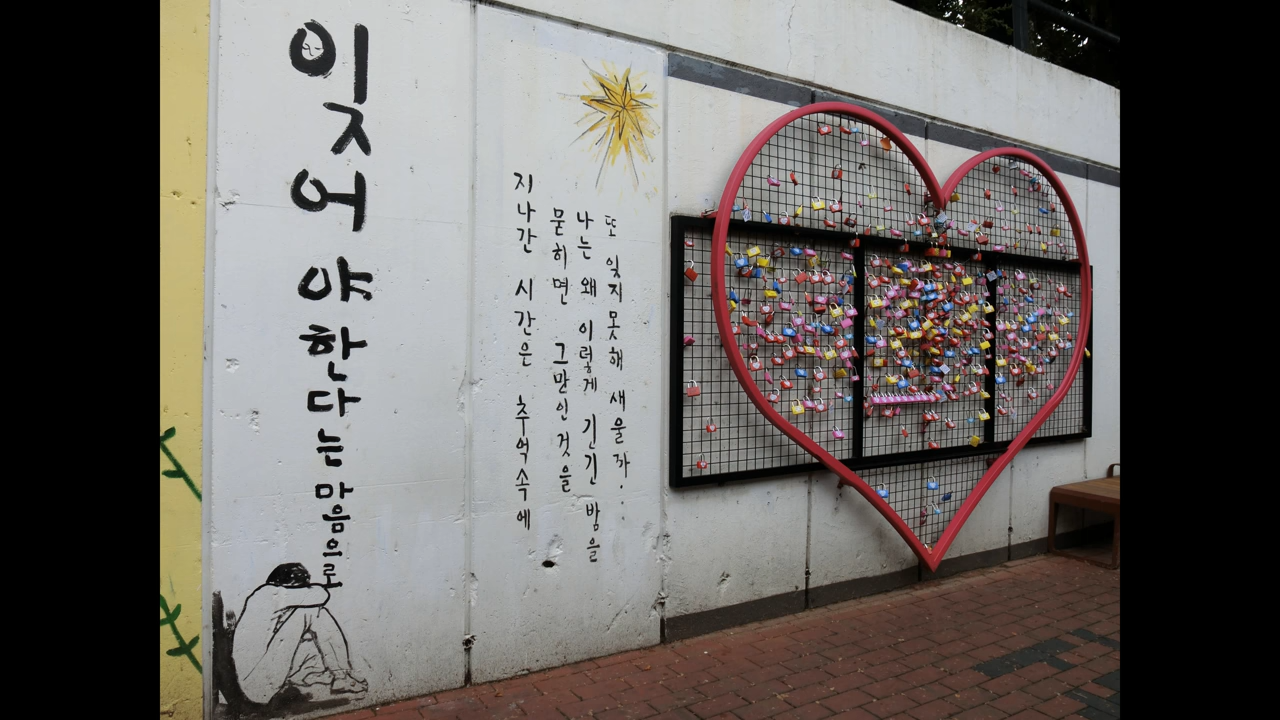 잊어야한다는 마음으로
지나간 시간은 추억속에
묻히면 그만인것을
나는 왜 이렇게 긴긴 밤을
또 잊지못해 새울까...